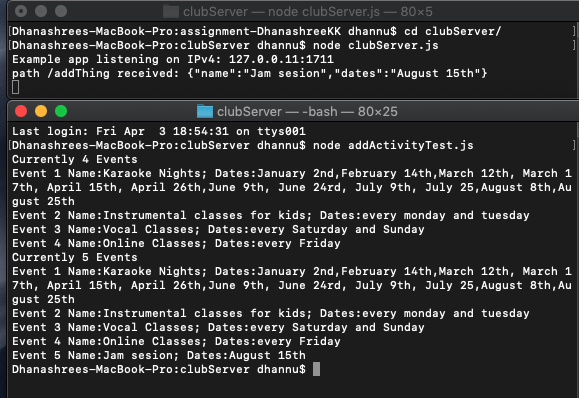 clubServer — node clubServer.js — 80×5
[Dhanashrees-MacBook-Pro:assignment-DhanashreeKK dhannu$ cd clubServer/ ]
[Dhanashrees-MacBook-Pro:clubServer dhannu$ node clubServer.js ]
Example app listening on IPv4: 127.0.0.11:1711
path /addThing received: {"name":"Jam sesion","dates":"August 15th"}
clubServer — -bash — 80×25
Last login: Fri Apr  3 18:54:31 on ttys001
[Dhanashrees-MacBook-Pro:clubServer dhannu$ node addActivityTest.js ]
Currently 4 Events
Event 1 Name:Karaoke Nights; Dates:January 2nd,February 14th,March 12th, March 1
7th, April 15th, April 26th,June 9th, June 24rd, July 9th, July 25,August 8th,Au
gust 25th
Event 2 Name:Instrumental classes for kids; Dates:every monday and tuesday
Event 3 Name:Vocal Classes; Dates:every Saturday and Sunday
Event 4 Name:Online Classes; Dates:every Friday
Currently 5 Events
Event 1 Name:Karaoke Nights; Dates:January 2nd,February 14th,March 12th, March 1
7th, April 15th, April 26th,June 9th, June 24rd, July 9th, July 25,August 8th,Au
gust 25th
Event 2 Name:Instrumental classes for kids; Dates:every monday and tuesday
Event 3 Name:Vocal Classes; Dates:every Saturday and Sunday
Event 4 Name:Online Classes; Dates:every Friday
Event 5 Name:Jam sesion; Dates:August 15th
Dhanashrees-MacBook-Pro:clubServer dhannu$